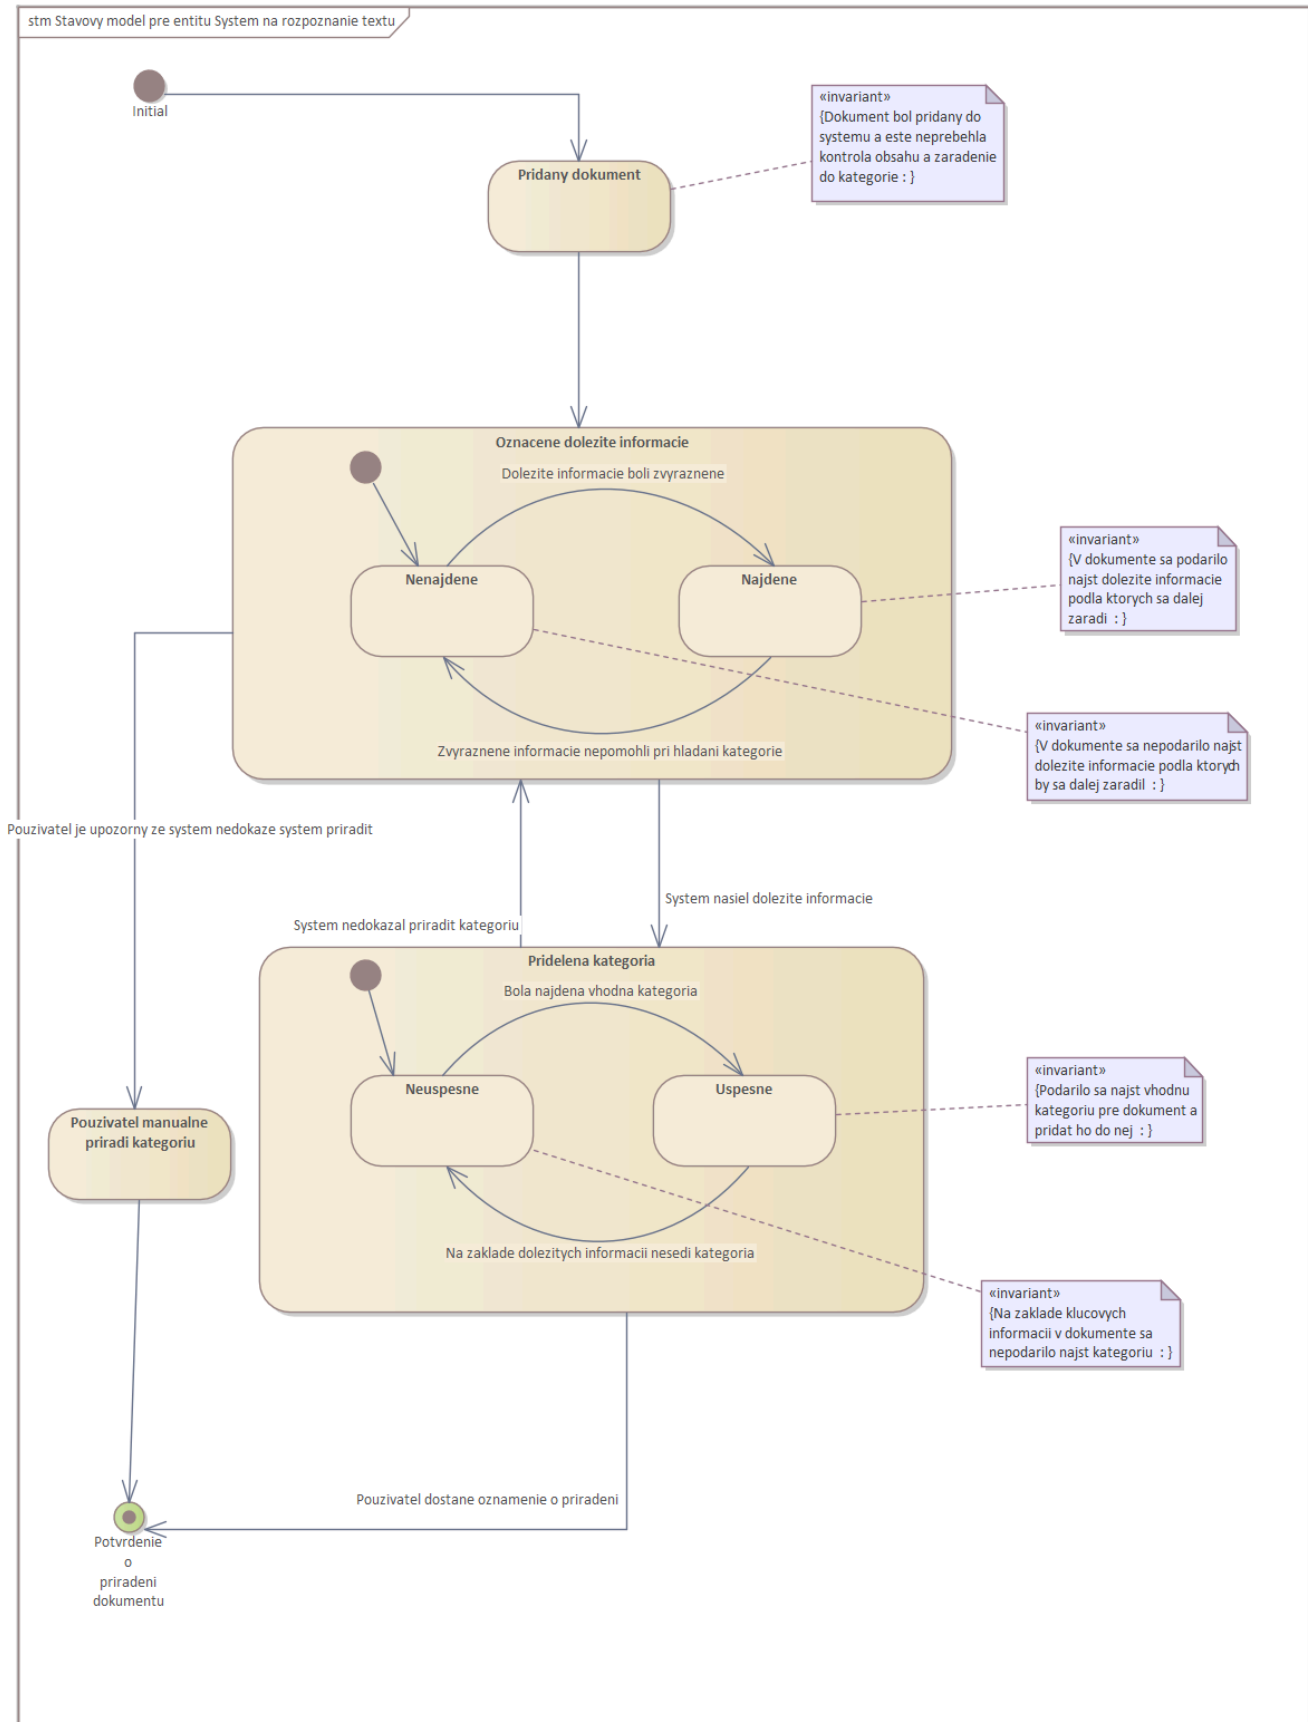 stm Stavovy model pre entitu System na rozpoznanie textu
Initial
«invariant»
{Dokument bol pridany do
systemu a este neprebehla
kontrola obsahu a zaradenie
do kategorie : }
Pridany dokument
Oznacene dolezite informacie
Dolezite informacie boli zvyraznene
Nenajdene
Najdene
«invariant»
{V dokumente sa podarilo
najst dolezite informacie
podla ktorych sa dalej
zaradi : }
Zvyraznene informacie nepomohli pri hladani kategorie
«invariant»
{V dokumente sa nepodarilo najst
dolezite informacie podla ktorych
by sa dalej zaradil : }
Pouzivatel je upozorny ze system nedokaze system priradit
System nasiel dolezite informacie
System nedokazal priradit kategoriu
Pridelena kategoria
Bola najdena vhodna kategoria
Neuspesne
Uspesne
«invariant»
{Podarilo sa najst vhodnu
kategoriu pre dokument a
pridat ho do nej : }
Pouzivatel manualne
priradi kategoriu
Na zaklade dolezitych informacii nesedi kategoria
«invariant»
{Na zaklade klucovych
informacii v dokumente sa
nepodarilo najst kategoriu : }
Pouzivatel dostane oznamenie o priradeni
Potvrdenie
o
priradeni
dokumentu